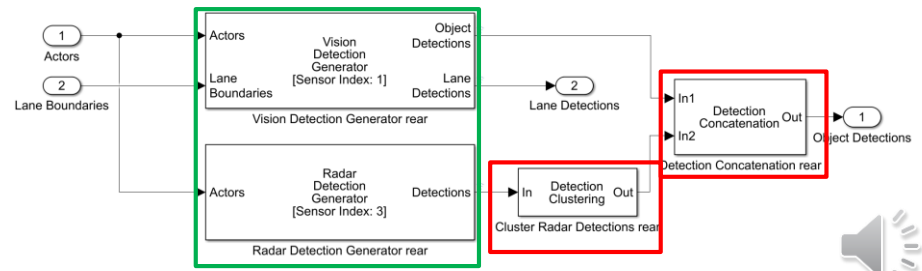 1
Actors
2
Lane Boundaries
Actors
Lane
Boundaries
Vision
Detection
Generator
[Sensor Index: 1]
Object
Detections
Lane
Detections
Vision Detection Generator rear
Actors
Radar
Detection
Generator
[Sensor Index: 3]
Detections
Radar Detection Generator rear
2
Lane Detections
In
Detection
Clustering
Out
Cluster Radar Detections rear
In1
In2
Detection
Concatenation
Out
Detection Concatenation rear
1
Object Detections